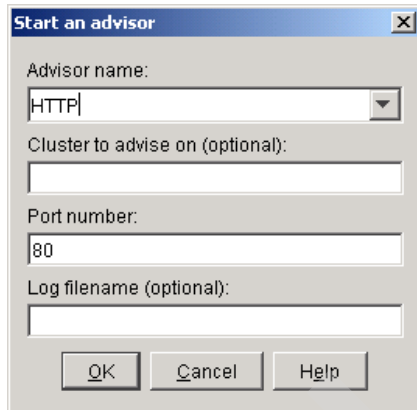 Start an advisor
Advisor name:
HTTP
Cluster to advise on (optional):
Port number:
80
Log filename (optional):
OK Cancel Help